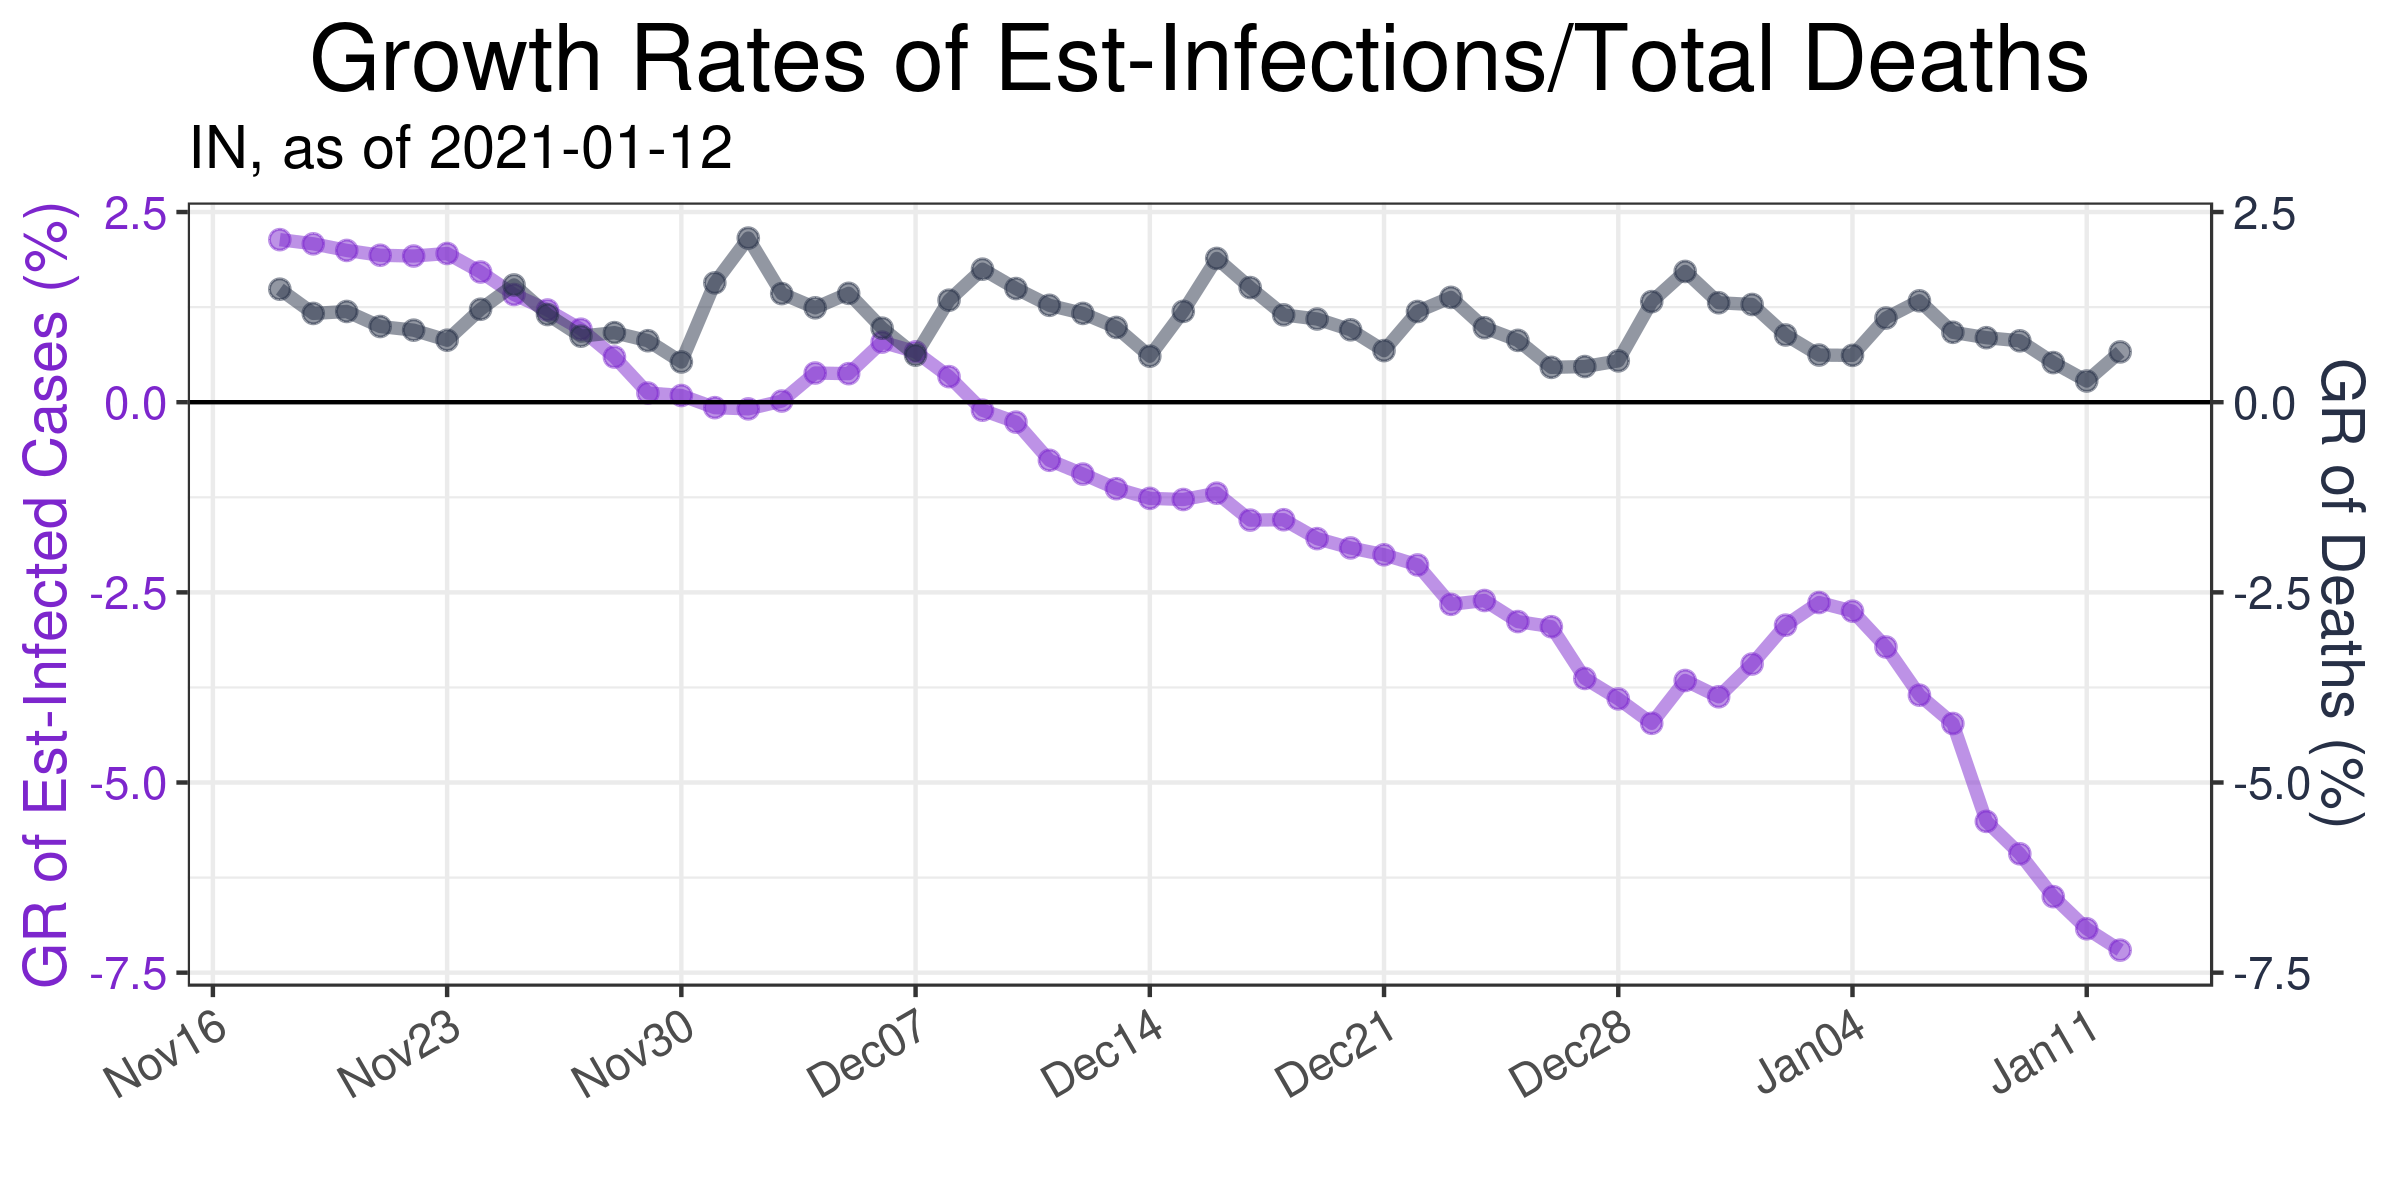 Growth Rates of Est-Infections/Total Deaths
IN, as of 2021-01-12
GR of Est-Infected Cases (%)
2.5
0.0
-2.5
-5.0
-7.5
2.5
0.0
-2.5
-5.0
-7.5
GR of Deaths (%)
Nov16
Nov23
Nov30
Dec07
Dec14
Dec21
Dec28
Jan04
Jan11